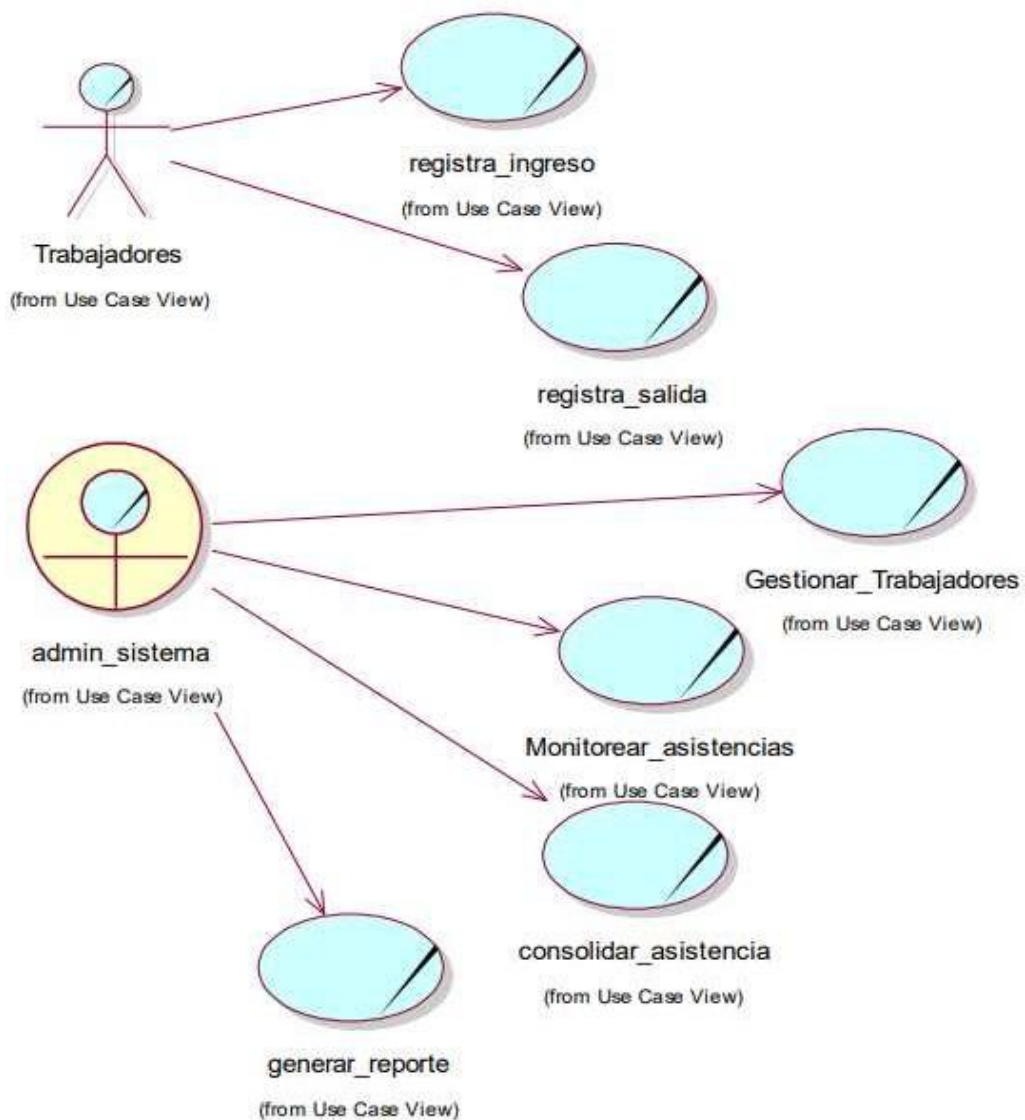 registra_ingreso
(from Use Case View)
Trabajadores
(from Use Case View)
registra_salida
(from Use Case View)
Gestionar_Trabajadores
(from Use Case View)
admin_sistema
(from Use Case View)
Monitorear_asistencias
(from Use Case View)
consolidar_asistencia
(from Use Case View)
generar_reporte
(from Use Case View)